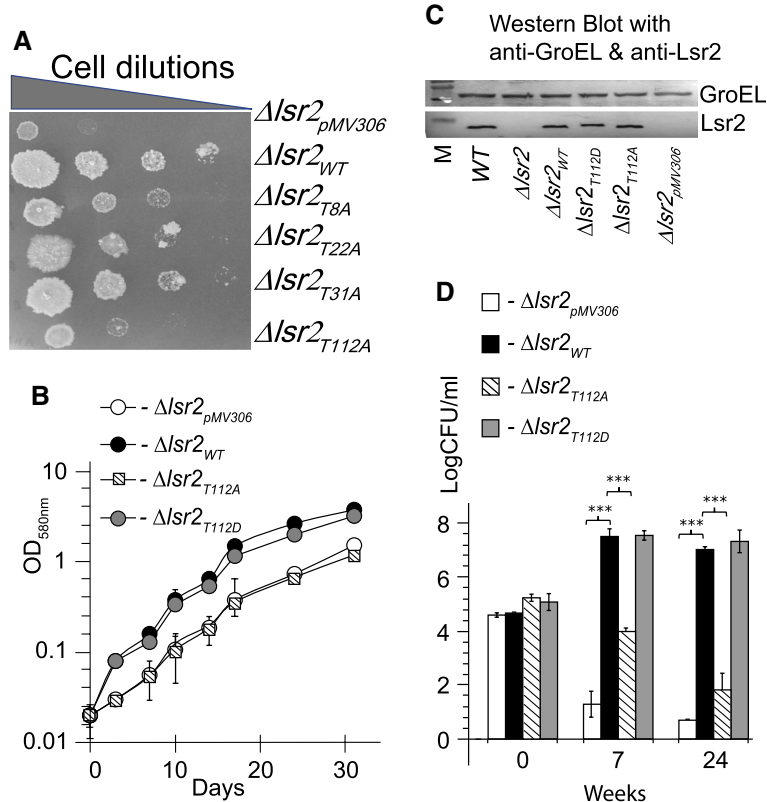 A
Cell dilutions
Δlsr2pMV306
Δlsr2WT
Δlsr2T8A
Δlsr2T22A
Δlsr2T31A
Δlsr2T112A
B
- Δlsr2pMV306
- Δlsr2WT
- Δlsr2T112A
- Δlsr2T112D
OD580nm
10
1
0.1
0.01
0 10 20 30
Days
C
Western Blot with
anti-GroEL & anti-Lsr2
GroEL
Lsr2
M
WT
Δlsr2
Δlsr2WT
Δlsr2T112D
Δlsr2T112A
Δlsr2pMV306
D
- Δlsr2pMV306
- Δlsr2WT
- Δlsr2T112A
- Δlsr2T112D
LogCFU/ml
8
6
4
2
0
*** ***
*** ***
0 7 24
Weeks